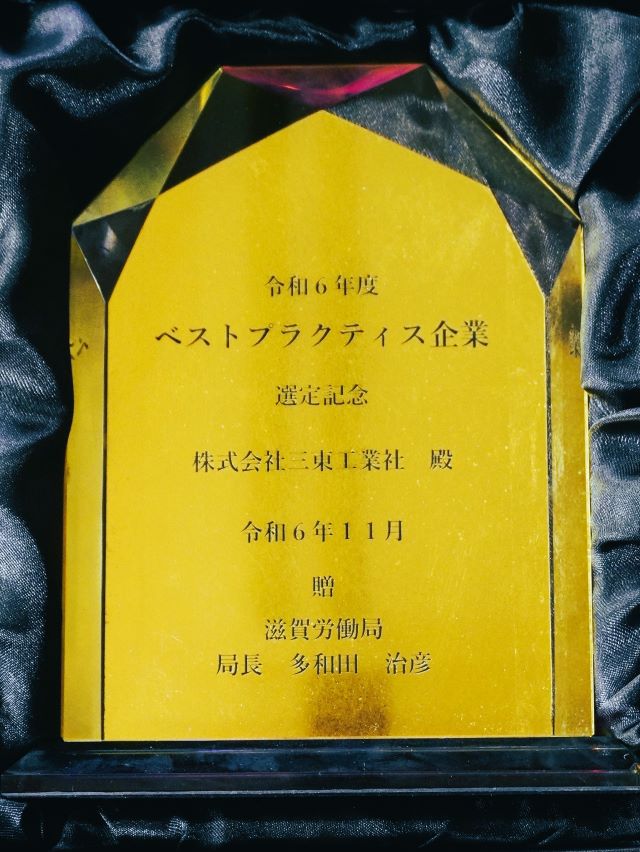 令和6年度
ベストプラクティス企業
選定記念
株式会社三東工業社　殿
令和6年11月
贈
滋賀労働局
局長　多和田　治彦